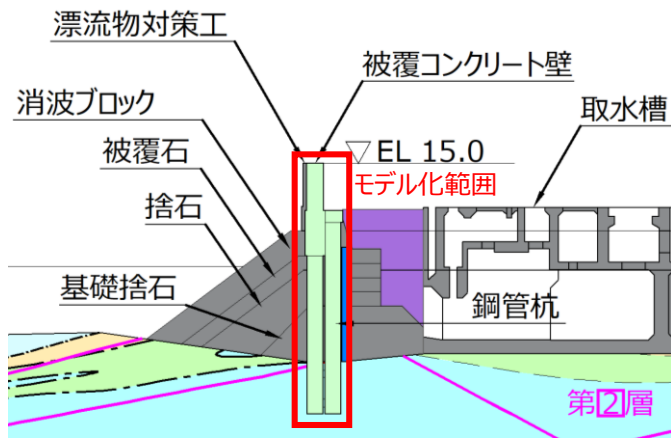 漂流物対策工
被覆コンクリート壁
消波ブロック
取水槽
被覆石
▽ EL 15.0
モデル化範囲
捨石
基礎捨石
鋼管杭
第2層